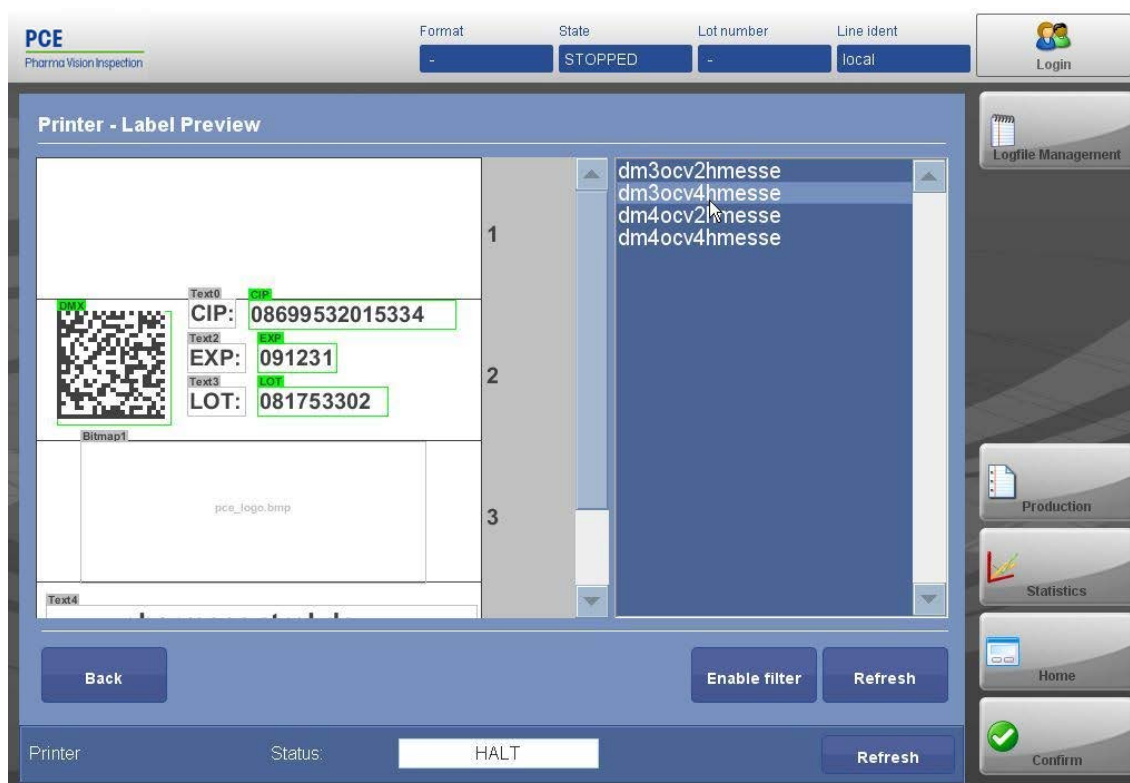 PCE
Pharma Vision Inspection
Format
State
Lot number
Line ident
-
STOPPED
-
local
Login
Printer - Label Preview
Logfile Management
1
DMX
Text0
CIP
CIP:
08699532015334
Text2
EXP
EXP:
091231
Text3
LOT
LOT:
081753302
2
Bitmap1
pce_logo.bmp
3
Text4
dm3ocv2hmesse
dm3ocv4hmesse
dm4ocv2hmesse
dm4ocv4hmesse
Production
Statistics
Home
Confirm
Back
Enable filter
Refresh
Printer
Status:
HALT
Refresh